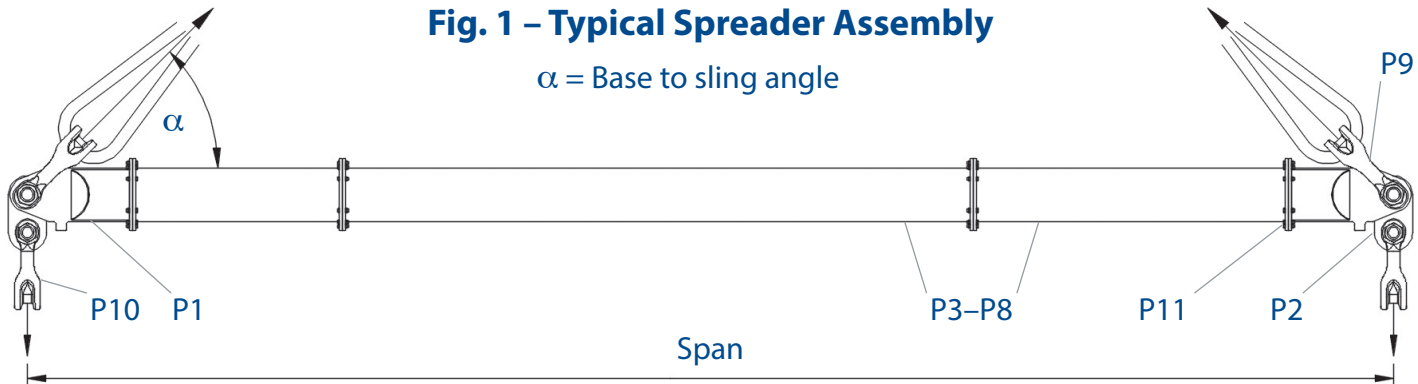 Fig. 1 – Typical Spreader Assembly
α = Base to sling angle
P9
α
P10
P1
P3–P8
P11
P2
Span